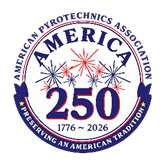 AMERICAN PYROTECHNICS ASSOCIATION
AMERICA
250
1776 ~ 2026
PRESERVING AN AMERICAN TRADITION